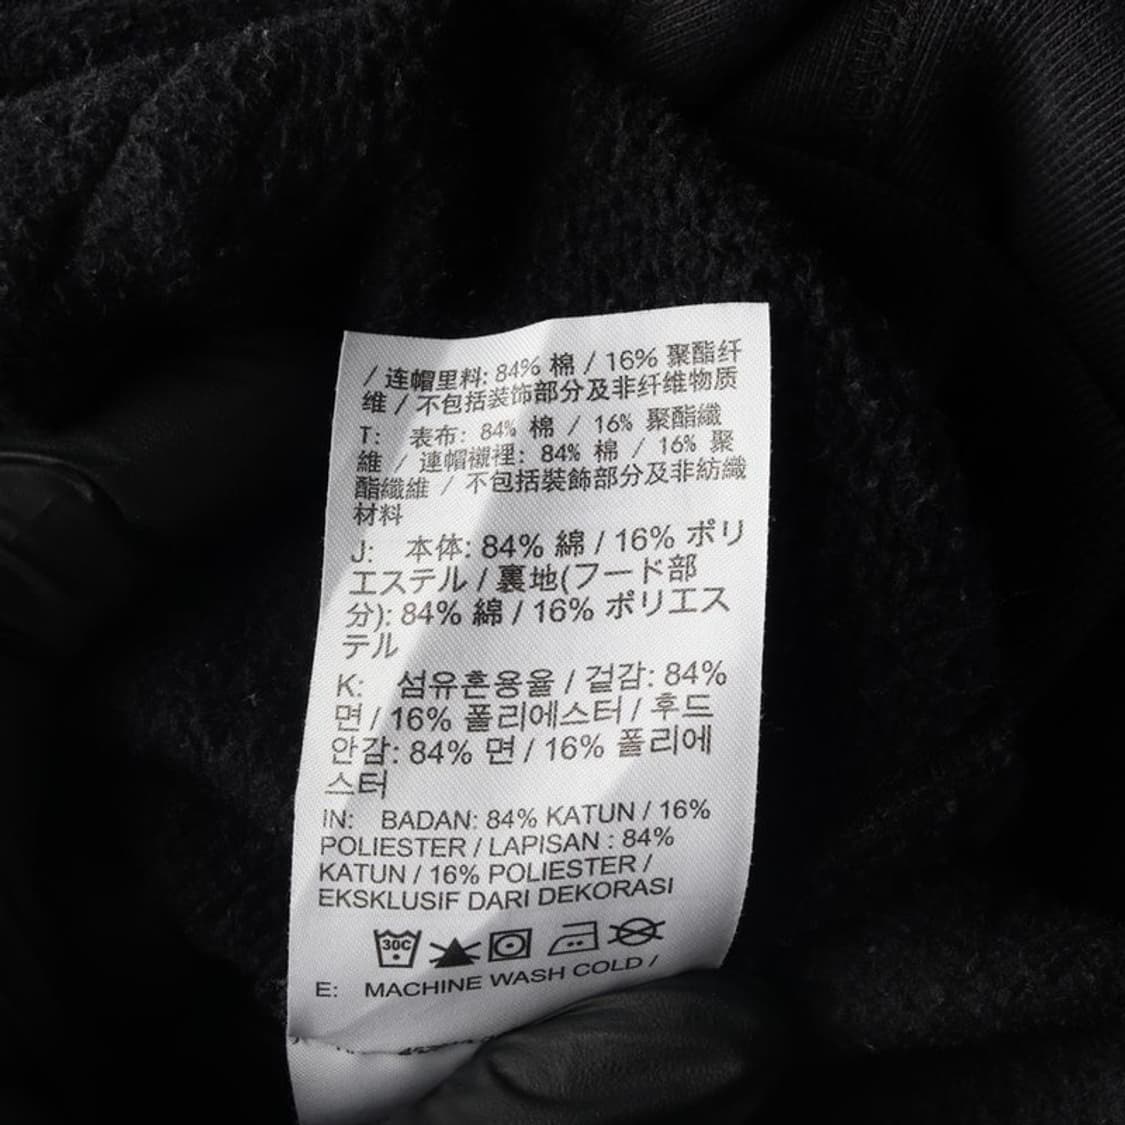 / 连帽里料: 84% 棉 / 16% 聚酯纤
维 / 不包括装饰部分及非纤维物质
T: 表布: 84% 棉 / 16% 聚酯纖
維 / 連帽襯裡: 84% 棉 / 16% 聚
酯纖維 / 不包括裝飾部分及非紡織
材料
J: 本体: 84% 綿 / 16% ポリ
エステル / 裏地(フード部
分): 84% 綿 / 16% ポリエス
テル
K: 섬유혼용율 / 겉감: 84%
면 / 16% 폴리에스터 / 후드
안감: 84% 면 / 16% 폴리에
스터
IN: BADAN: 84% KATUN / 16%
POLIESTER / LAPISAN : 84%
KATUN / 16% POLIESTER /
EKSKLUSIF DARI DEKORASI
30C
E: MACHINE WASH COLD /